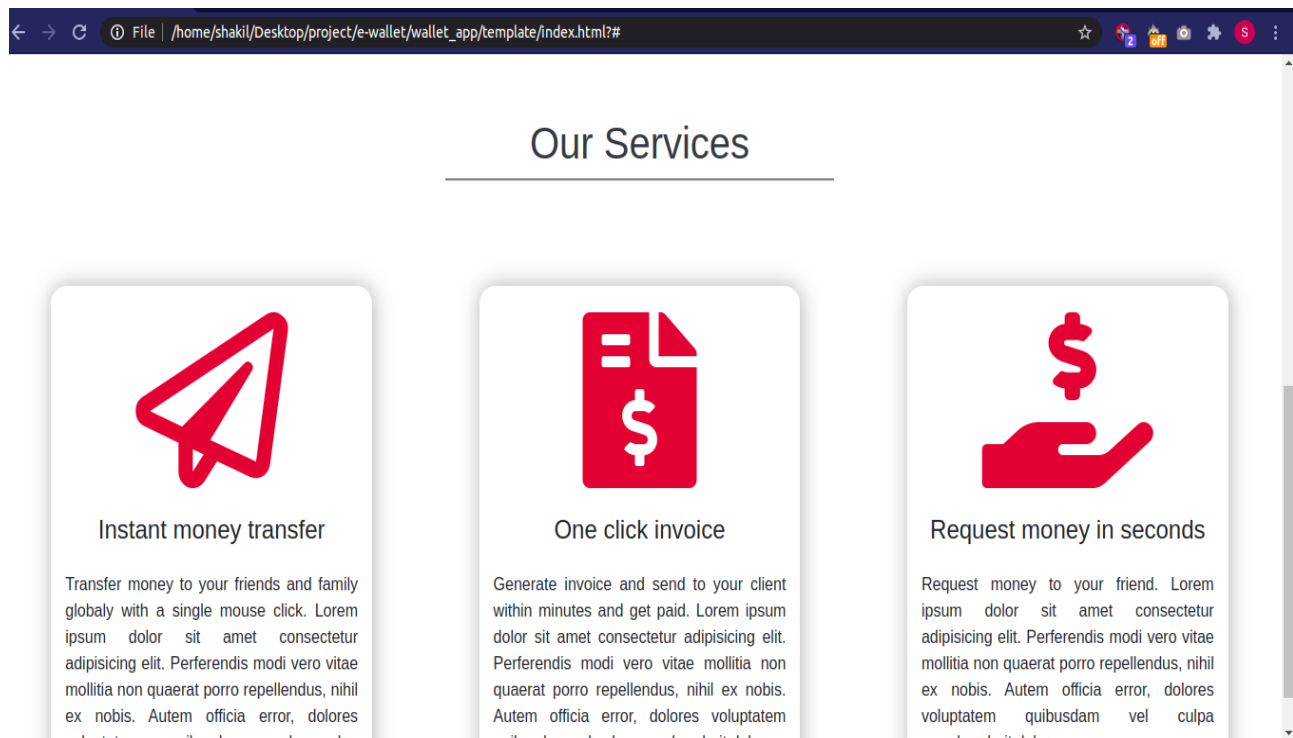 File | /home/shakil/Desktop/project/e-wallet/wallet_app/template/index.html?#
2
off
S
Our Services
$
$
Instant money transfer
Transfer money to your friends and family
globaly with a single mouse click. Lorem
ipsum dolor sit amet consectetur
adipisicing elit. Perferendis modi vero vitae
mollitia non quaerat porro repellendus, nihil
ex nobis. Autem officia error, dolores
One click invoice
Generate invoice and send to your client
within minutes and get paid. Lorem ipsum
dolor sit amet consectetur adipisicing elit.
Perferendis modi vero vitae mollitia non
quaerat porro repellendus, nihil ex nobis.
Autem officia error, dolores voluptatem
Request money in seconds
Request money to your friend. Lorem
ipsum dolor sit amet consectetur
adipisicing elit. Perferendis modi vero vitae
mollitia non quaerat porro repellendus, nihil
ex nobis. Autem officia error, dolores
voluptatem quibusdam vel culpa